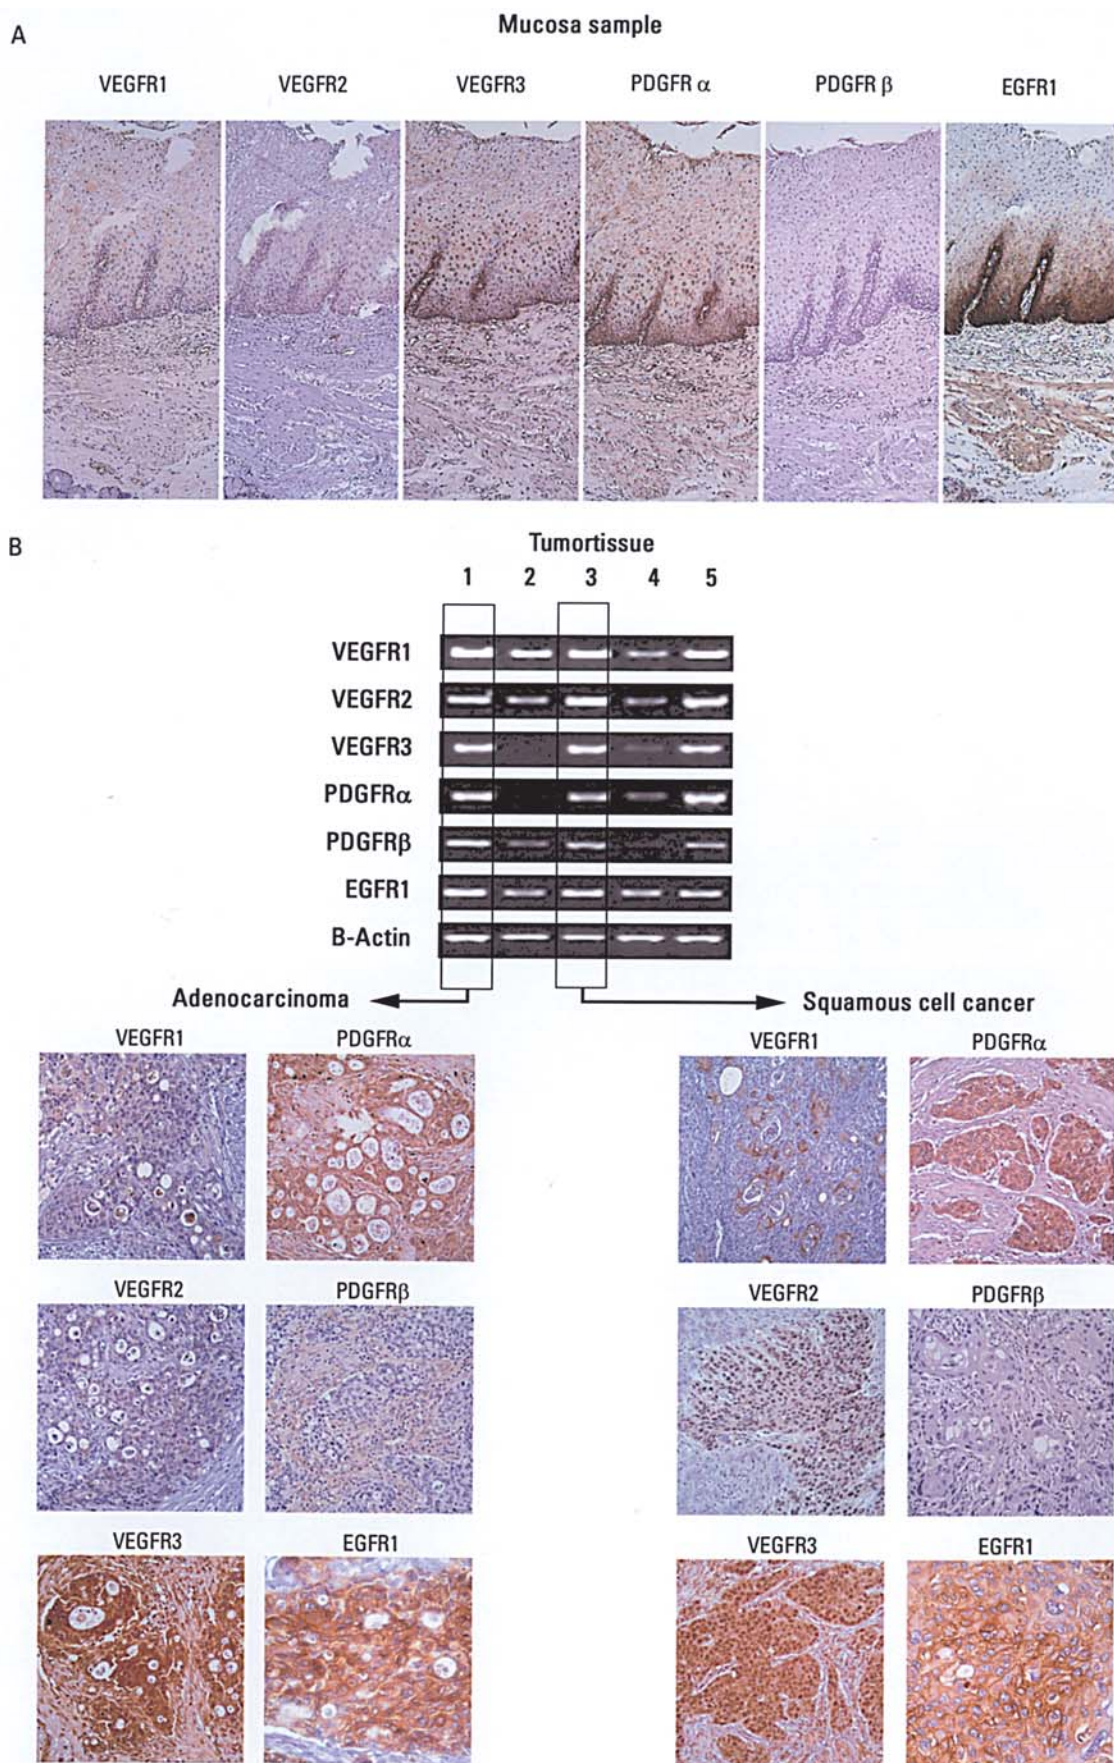 A
Mucosa sample
VEGFR1 VEGFR2 VEGFR3 PDGFR α PDGFR β EGFR1
B
Tumortissue
1 2 3 4 5
VEGFR1
VEGFR2
VEGFR3
PDGFRα
PDGFRβ
EGFR1
B-Actin
Adenocarcinoma Squamous cell cancer
VEGFR1 PDGFRα VEGFR1 PDGFRα
VEGFR2 PDGFRβ VEGFR2 PDGFRβ
VEGFR3 EGFR1 VEGFR3 EGFR1